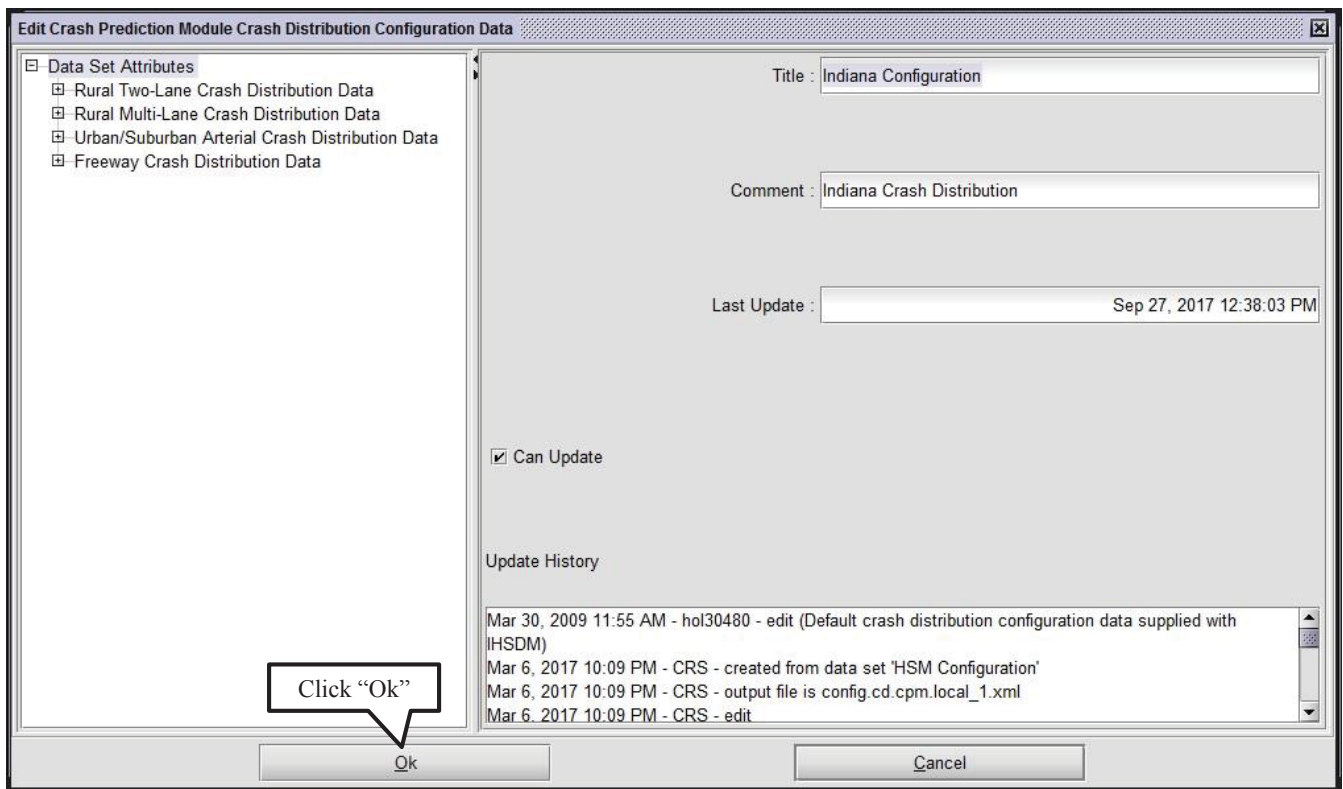 Edit Crash Prediction Module Crash Distribution Configuration Data
Data Set Attributes
Rural Two-Lane Crash Distribution Data
Rural Multi-Lane Crash Distribution Data
Urban/Suburban Arterial Crash Distribution Data
Freeway Crash Distribution Data
Title : Indiana Configuration
Comment : Indiana Crash Distribution
Last Update : Sep 27, 2017 12:38:03 PM
Can Update
Update History
Mar 30, 2009 11:55 AM - hol30480 - edit (Default crash distribution configuration data supplied with
IHSDM)
Mar 6, 2017 10:09 PM - CRS - created from data set 'HSM Configuration'
Mar 6, 2017 10:09 PM - CRS - output file is config.cd.cpm.local_1.xml
Mar 6, 2017 10:09 PM - CRS - edit
Click “Ok”
Ok
Cancel